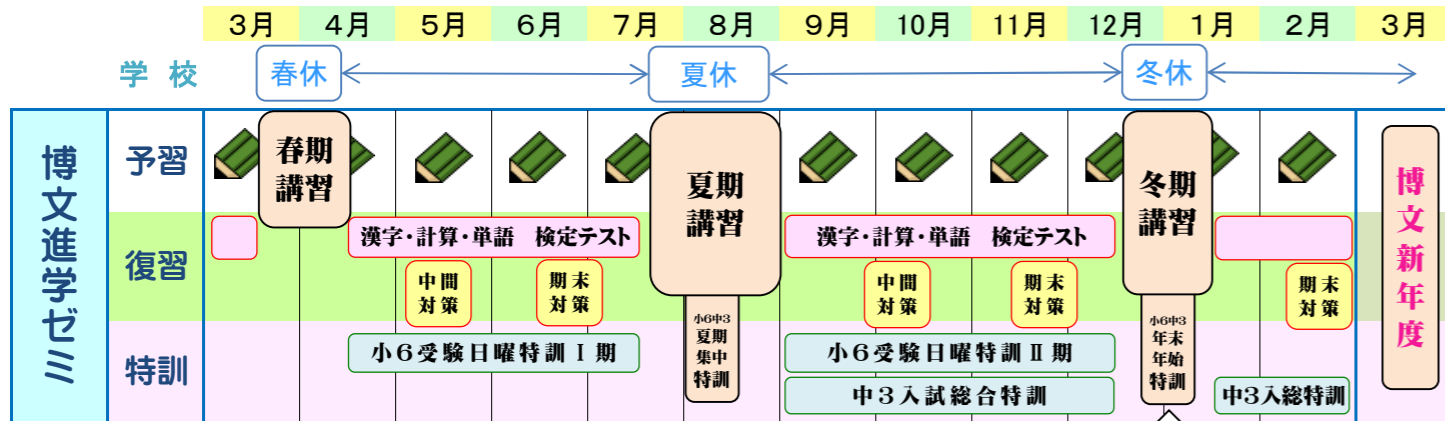 3月 4月 5月 6月 7月 8月 9月 10月 11月 12月 1月 2月 3月
学校 春休 夏休 冬休
博文進学ゼミ
予習
春期
講習
夏期
講習
冬期
講習
博文新年度
復習
漢字・計算・単語 検定テスト
漢字・計算・単語 検定テスト
中間
対策
期末
対策
中間
対策
期末
対策
期末
対策
特訓
小6受験日曜特訓Ⅰ期
小6中3
夏期
集中
特訓
小6受験日曜特訓Ⅱ期
中3入試総合特訓
小6中3
年末
年始
特訓
中3入総特訓